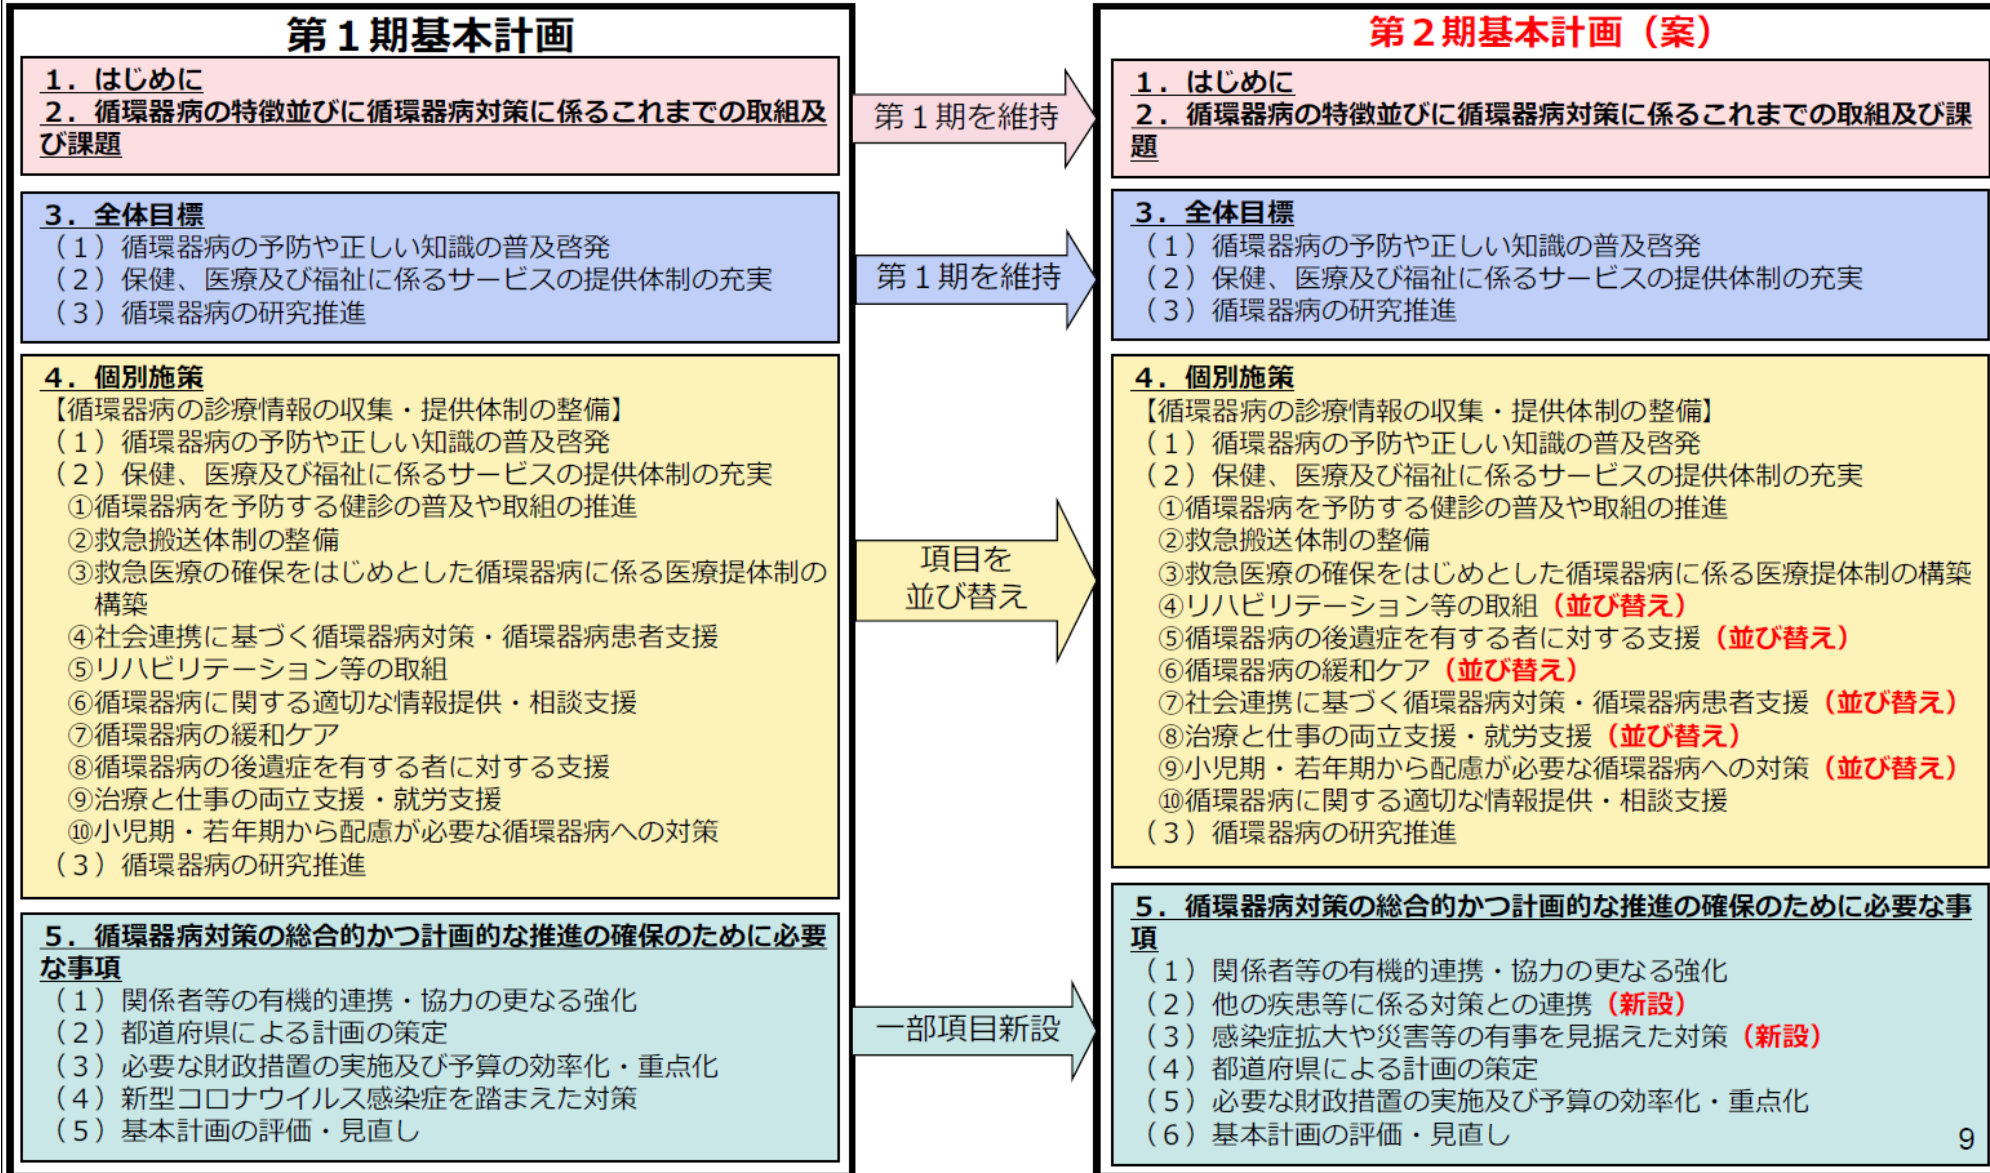 第１期基本計画
１．はじめに
２．循環器病の特徴並びに循環器病対策に係るこれまでの取組及
び課題
３．全体目標
（１）循環器病の予防や正しい知識の普及啓発
（２）保健、医療及び福祉に係るサービスの提供体制の充実
（３）循環器病の研究推進
４．個別施策
【循環器病の診療情報の収集・提供体制の整備】
（１）循環器病の予防や正しい知識の普及啓発
（２）保健、医療及び福祉に係るサービスの提供体制の充実
①循環器病を予防する健診の普及や取組の推進
②救急搬送体制の整備
③救急医療の確保をはじめとした循環器病に係る医療提体制の
構築
④社会連携に基づく循環器病対策・循環器病患者支援
⑤リハビリテーション等の取組
⑥循環器病に関する適切な情報提供・相談支援
⑦循環器病の緩和ケア
⑧循環器病の後遺症を有する者に対する支援
⑨治療と仕事の両立支援・就労支援
⑩小児期・若年期から配慮が必要な循環器病への対策
（３）循環器病の研究推進
５．循環器病対策の総合的かつ計画的な推進の確保のために必要
な事項
（１）関係者等の有機的連携・協力の更なる強化
（２）都道府県による計画の策定
（３）必要な財政措置の実施及び予算の効率化・重点化
（４）新型コロナウイルス感染症を踏まえた対策
（５）基本計画の評価・見直し
第１期を維持
第１期を維持
項目を
並び替え
一部項目新設
第２期基本計画（案）
１．はじめに
２．循環器病の特徴並びに循環器病対策に係るこれまでの取組及び課
題
３．全体目標
（１）循環器病の予防や正しい知識の普及啓発
（２）保健、医療及び福祉に係るサービスの提供体制の充実
（３）循環器病の研究推進
４．個別施策
【循環器病の診療情報の収集・提供体制の整備】
（１）循環器病の予防や正しい知識の普及啓発
（２）保健、医療及び福祉に係るサービスの提供体制の充実
①循環器病を予防する健診の普及や取組の推進
②救急搬送体制の整備
③救急医療の確保をはじめとした循環器病に係る医療提体制の構築
④リハビリテーション等の取組（並び替え）
⑤循環器病の後遺症を有する者に対する支援（並び替え）
⑥循環器病の緩和ケア（並び替え）
⑦社会連携に基づく循環器病対策・循環器病患者支援（並び替え）
⑧治療と仕事の両立支援・就労支援（並び替え）
⑨小児期・若年期から配慮が必要な循環器病への対策（並び替え）
⑩循環器病に関する適切な情報提供・相談支援
（３）循環器病の研究推進
５．循環器病対策の総合的かつ計画的な推進の確保のために必要な事
項
（１）関係者等の有機的連携・協力の更なる強化
（２）他の疾患等に係る対策との連携（新設）
（３）感染症拡大や災害等の有事を見据えた対策（新設）
（４）都道府県による計画の策定
（５）必要な財政措置の実施及び予算の効率化・重点化
（６）基本計画の評価・見直し
9